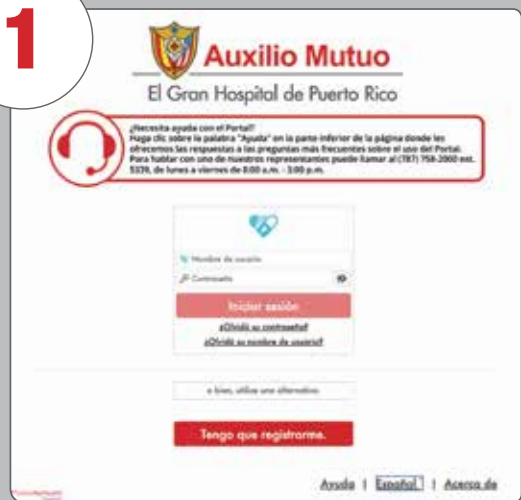 1
Auxilio Mutuo
El Gran Hospital de Puerto Rico
¿Necesita ayuda con el Portal?
Haga clic sobre la palabra "Ayuda" en la parte inferior de la página donde les
ofrecemos las respuestas a las preguntas más frecuentes sobre el uso del Portal.
Para hablar con uno de nuestros representantes puede llamar al (787) 758-2000 ext.
5339, de lunes a viernes de 8:00 a.m. - 3:00 p.m.
Nombre de usuario
Contraseña
Iniciar sesión
¿Olvidó su contraseña?
¿Olvidó su nombre de usuario?
o bien, utilice una alternativa
Tengo que registrarme.
Ayuda | Español | Acerca de